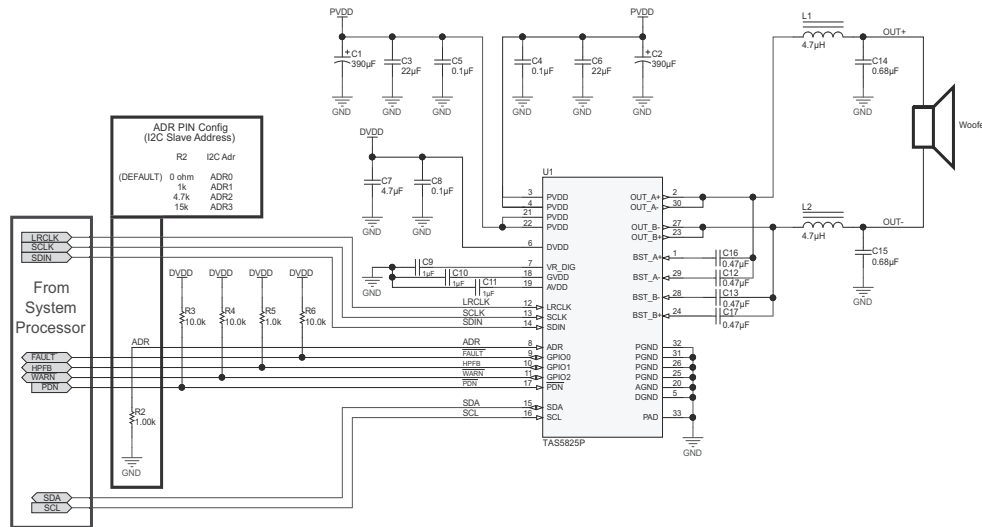 PVDD
C1
390µF
GND
C3
22µF
GND
C5
0.1µF
GND
PVDD
C4
0.1µF
GND
C6
22µF
GND
C2
390µF
GND
L1
4.7µH
OUT+
C14
0.68µF
GND
Woofe
L2
4.7µH
OUT-
C15
0.68µF
GND
ADR PIN Config
(I2C Slave Address)
R2 I2C Adr
(DEFAULT) 0 ohm ADR0
1k ADR1
4.7k ADR2
15k ADR3
DVDD
C7
4.7µF
GND
C8
0.1µF
GND
LRCLK
SCLK
SDIN
From
System
Processor
FAULT
HPFB
WARN
PDN
SDA
SCL
DVDD
R3
10.0k
DVDD
R4
10.0k
DVDD
R5
1.0k
DVDD
R6
10.0k
ADR
R2
1.00k
GND
GND
C9
1µF
C10
1µF
C11
1µF
LRCLK
SCLK
SDIN
ADR
FAULT
HPFB
WARN
PDN
SDA
SCL
U1
3 PVDD
4 PVDD
21 PVDD
22 PVDD
6 DVDD
7 VR_DIG
18 GVDD
19 AVDD
12 LRCLK
13 SCLK
14 SDIN
8 ADR
9 GPIO0
10 GPIO1
11 GPIO2
17 PDN
15 SDA
16 SCL
OUT_A+ 2
OUT_A- 30
OUT_B- 27
OUT_B+ 23
BST_A+ 1
BST_A- 29
BST_B- 28
BST_B+ 24
PGND 32
PGND 31
PGND 26
PGND 25
AGND 20
DGND 5
PAD 33
TAS5825P
C16
0.47µF
C12
0.47µF
C13
0.47µF
C17
0.47µF
GND